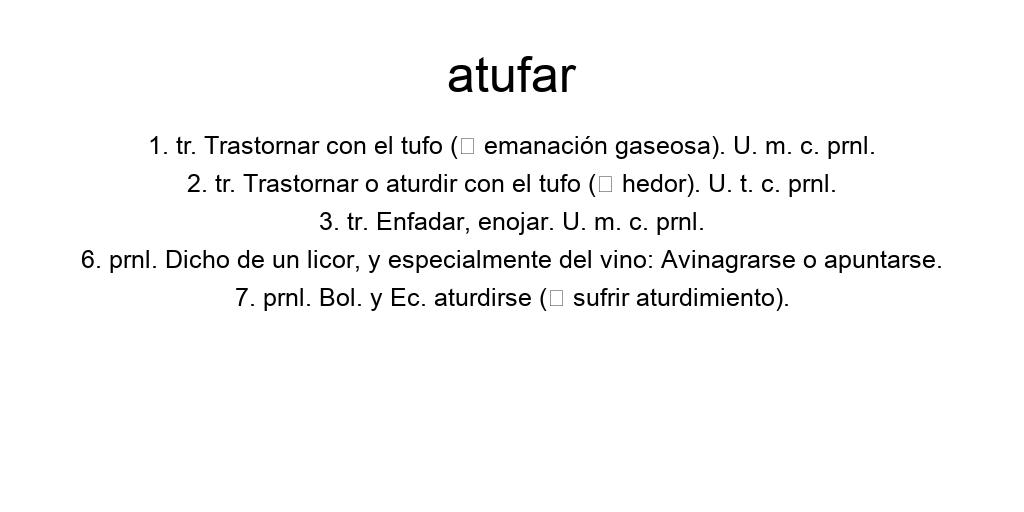 atufar
1. tr. Trastornar con el tufo (□ emanación gaseosa). U. m. c. prnl.
2. tr. Trastornar o aturdir con el tufo (□ hedor). U. t. c. prnl.
3. tr. Enfadar, enojar. U. m. c. prnl.
6. prnl. Dicho de un licor, y especialmente del vino: Avinagrarse o apuntarse.
7. prnl. Bol. y Ec. aturdirse (□ sufrir aturdimiento).